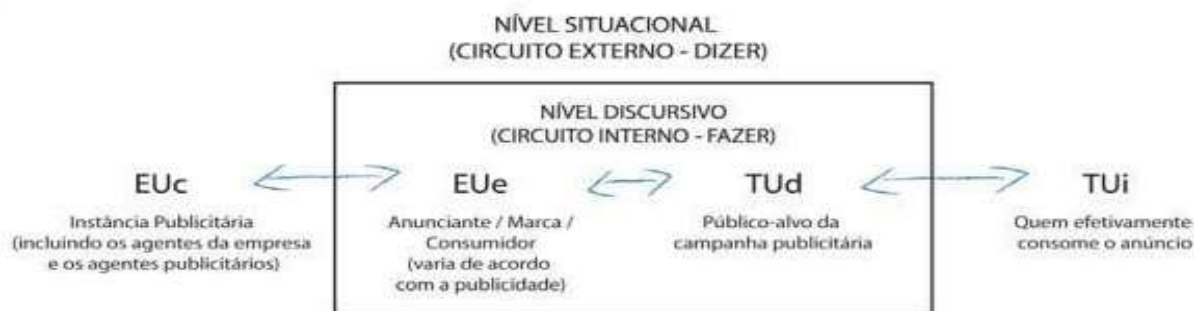 NÍVEL SITUACIONAL
(CIRCUITO EXTERNO - DIZER)
NÍVEL DISCURSIVO
(CIRCUITO INTERNO - FAZER)
EUc
Instância Publicitária
(incluindo os agentes da empresa
e os agentes publicitários)
EUe
Anunciante / Marca /
Consumidor
(varia de acordo
com a publicidade)
TUd
Público-alvo da
campanha publicitária
TUi
Quem efetivamente
consome o anúncio